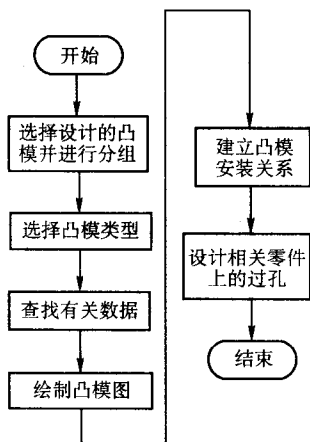 开始
选择设计的凸
模并进行分组
选择凸模类型
查找有关数据
绘制凸模图
建立凸模
安装关系
设计相关零件
上的过孔
结束